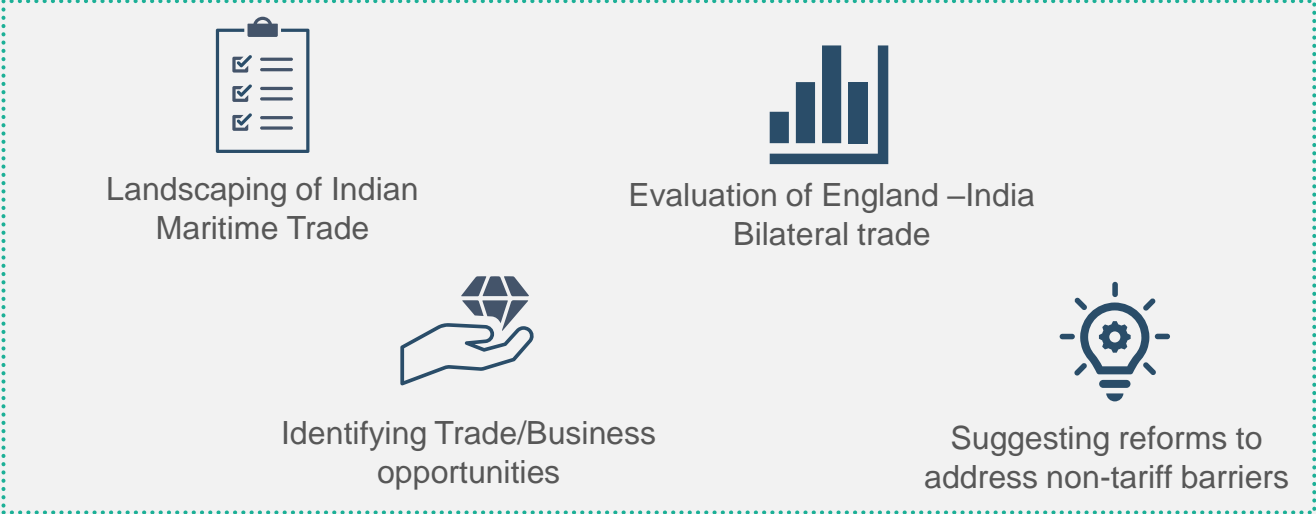 Landscaping of Indian
Maritime Trade
Evaluation of England –India
Bilateral trade
Identifying Trade/Business
opportunities
Suggesting reforms to
address non-tariff barriers